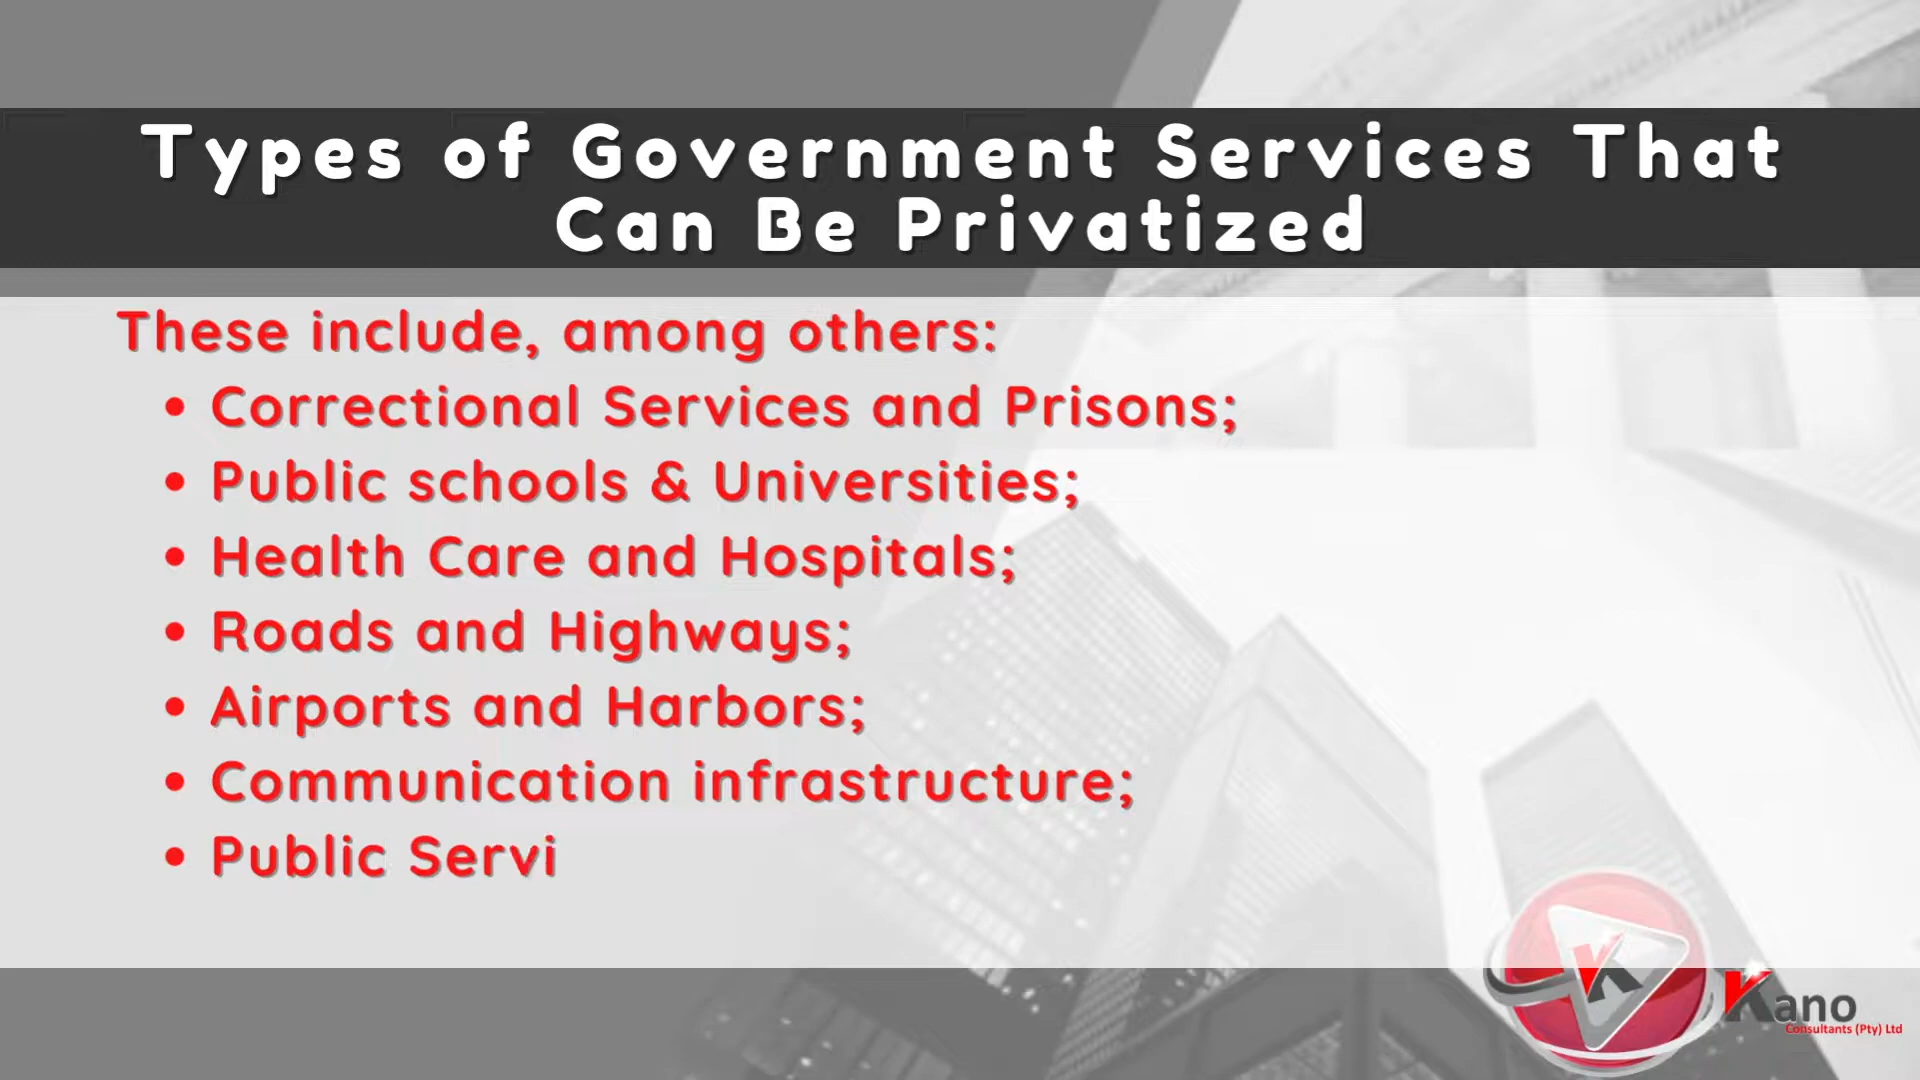 Types of Government Services That
Can Be Privatized
These include, among others:
• Correctional Services and Prisons;
• Public schools & Universities;
• Health Care and Hospitals;
• Roads and Highways;
• Airports and Harbors;
• Communication infrastructure;
• Public Servi
K
Kano
Consultants (Pty) Ltd